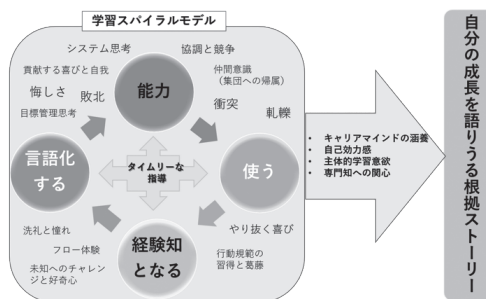 学習スパイラルモデル
システム思考
協調と競争
貢献する喜びと自我
仲間意識
（集団への帰属）
悔しさ
敗北
能力
衝突
軋轢
目標管理思考
言語化
する
タイムリーな
指導
使う
洗礼と憧れ
フロー体験
未知へのチャレン
ジと好奇心
経験知
となる
やり抜く喜び
行動規範の
習得と葛藤
• キャリアマインドの涵養
• 自己効力感
• 主体的学習意欲
• 専門知への関心
自分の成長を語りうる根拠ストーリー